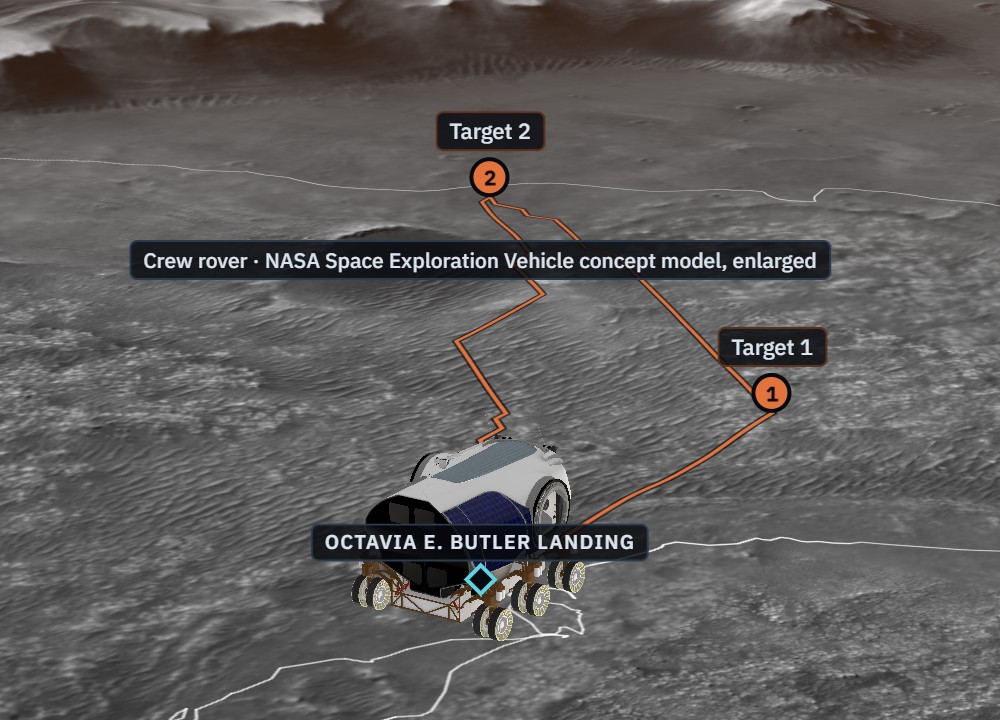 Target 2
2
Crew rover · NASA Space Exploration Vehicle concept model, enlarged
Target 1
1
OCTAVIA E. BUTLER LANDING